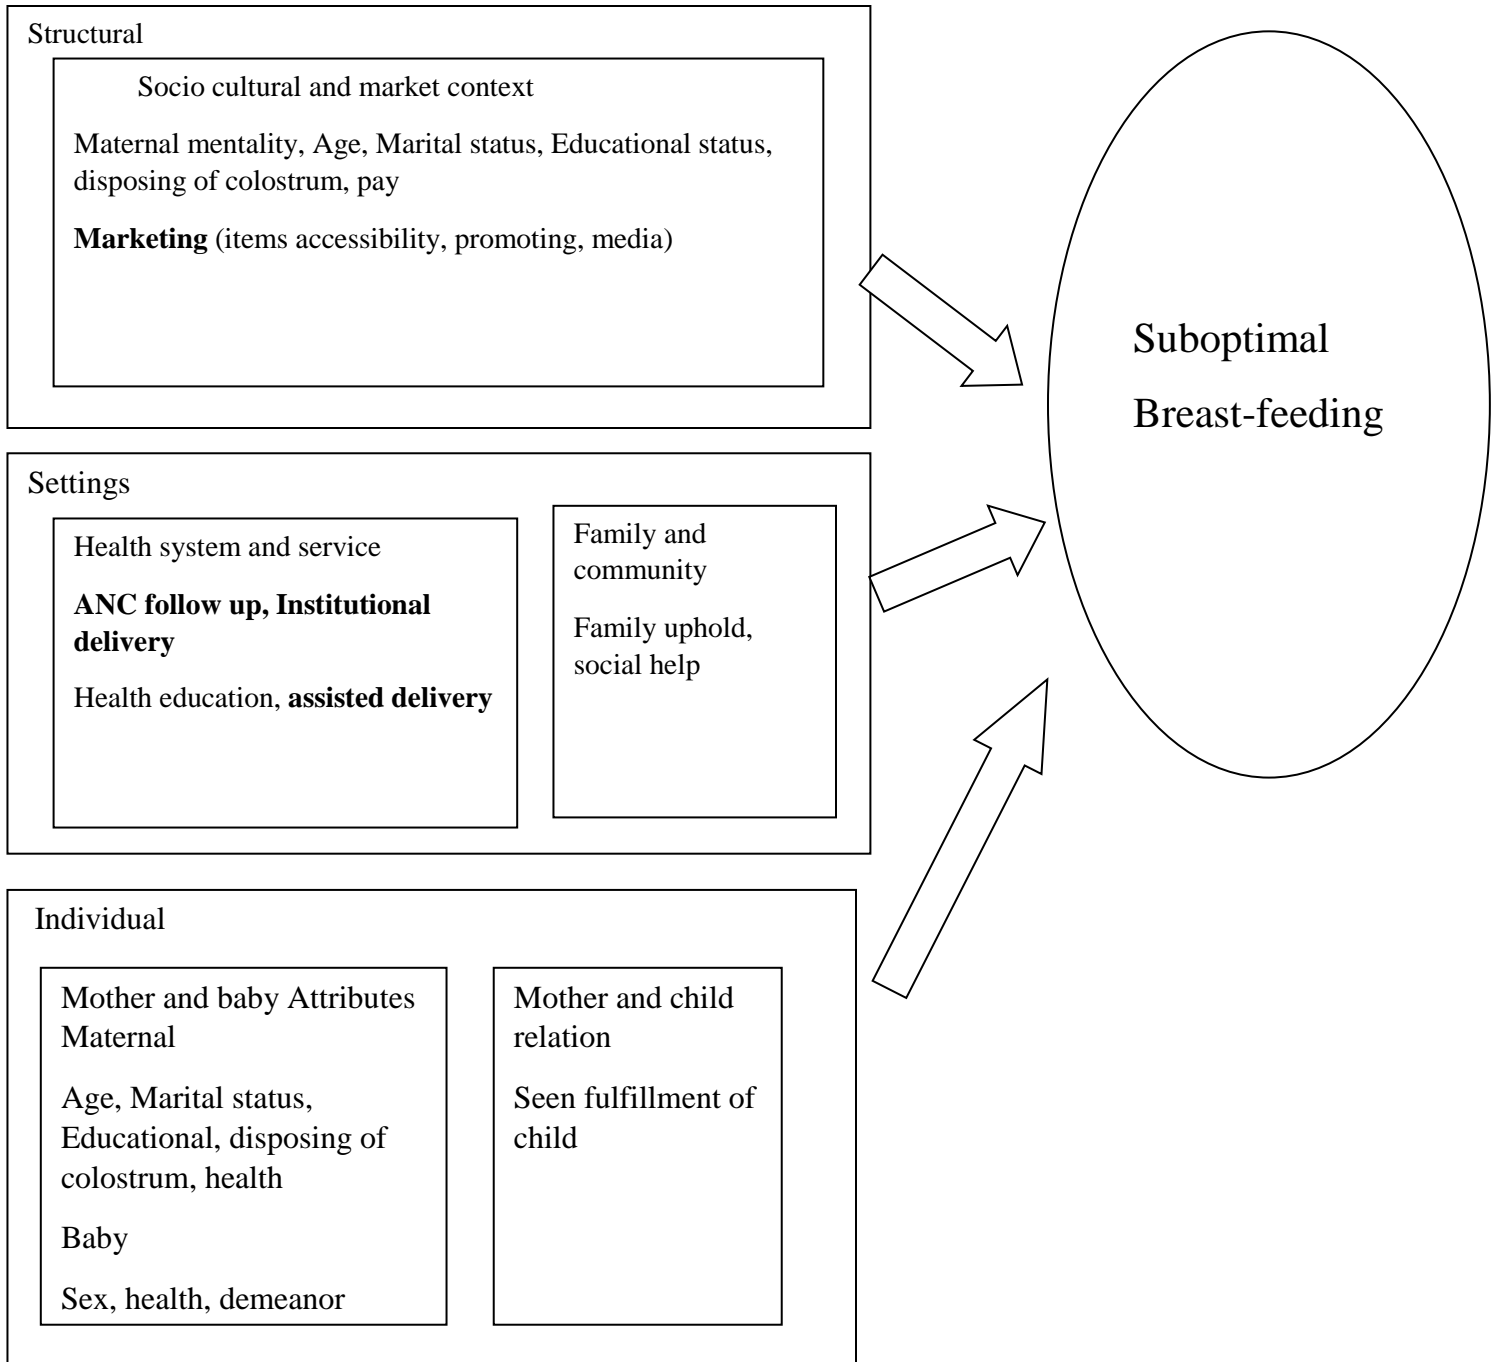 Structural
Socio cultural and market context
Maternal mentality, Age, Marital status, Educational status,
disposing of colostrum, pay
Marketing (items accessibility, promoting, media)
Suboptimal
Breast-feeding
Settings
Health system and service
ANC follow up, Institutional
delivery
Health education, assisted delivery
Family and
community
Family uphold,
social help
Individual
Mother and baby Attributes
Maternal
Age, Marital status,
Educational, disposing of
colostrum, health
Baby
Sex, health, demeanor
Mother and child
relation
Seen fulfillment of
child